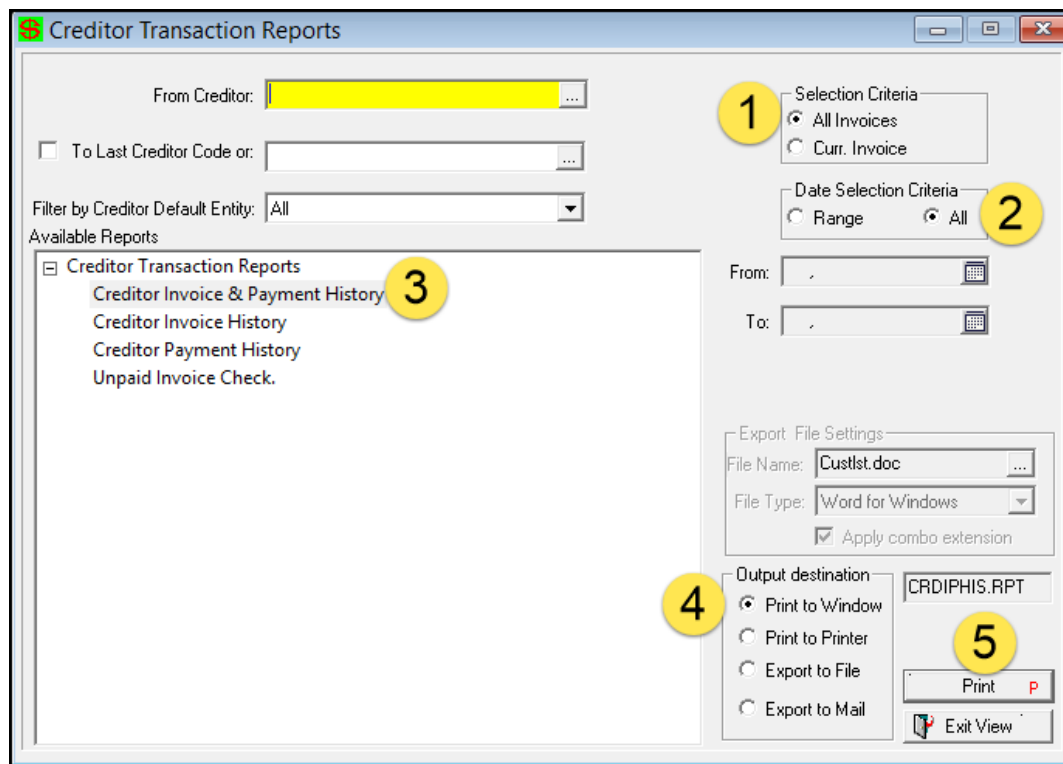 Creditor Transaction Reports
From Creditor:
...
To Last Creditor Code or:
...
Filter by Creditor Default Entity: All
Available Reports
Creditor Transaction Reports
Creditor Invoice & Payment History
3
Creditor Invoice History
Creditor Payment History
Unpaid Invoice Check.
1
Selection Criteria
All Invoices
Curr. Invoice
Date Selection Criteria
Range All
2
From: ,
To: ,
Export File Settings
File Name: Custlst.doc ...
File Type: Word for Windows
Apply combo extension
4
Output destination
Print to Window
Print to Printer
Export to File
Export to Mail
CRDIPHIS.RPT
5
Print P
Exit View